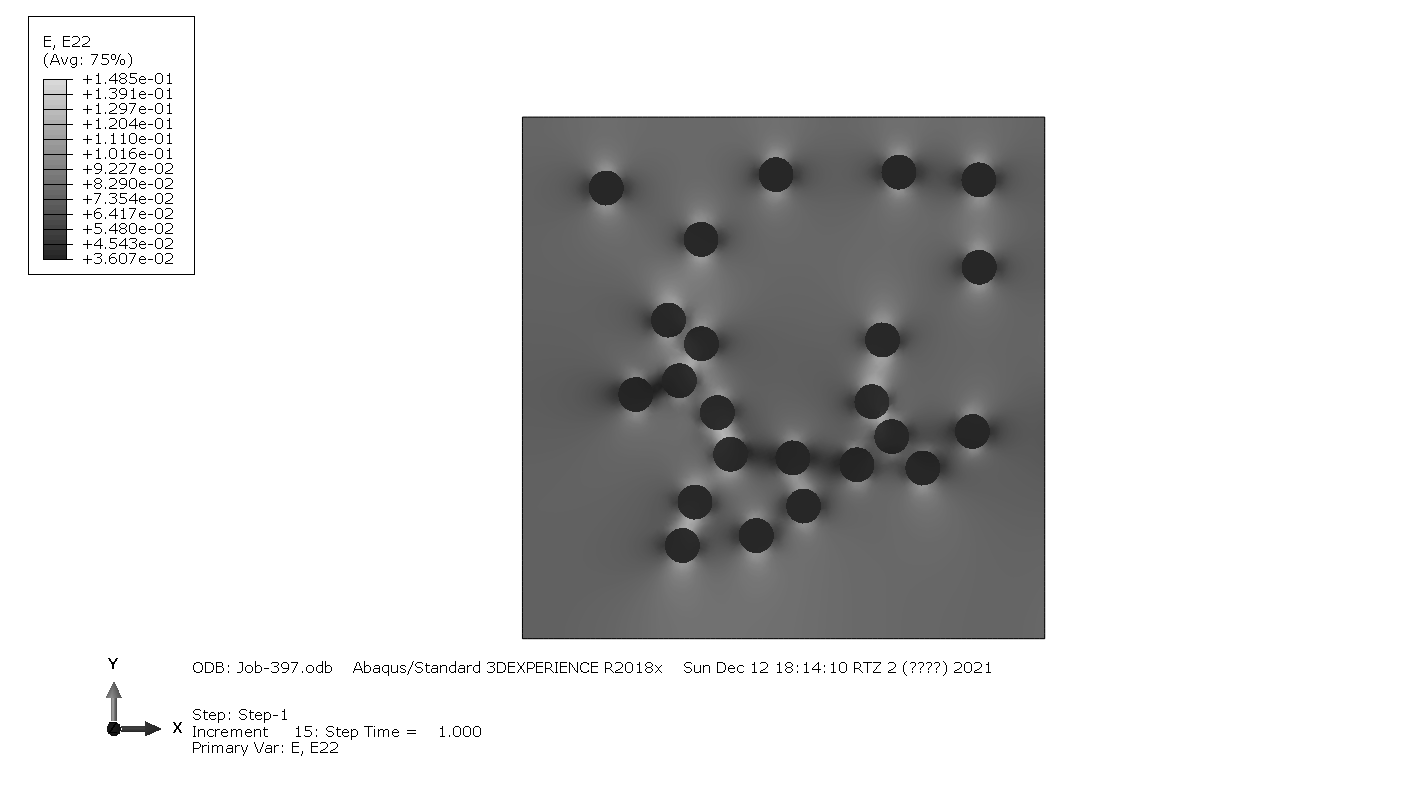 E, E22
(Avg: 75%)
+1.485e-01
+1.391e-01
+1.297e-01
+1.204e-01
+1.110e-01
+1.016e-01
+9.227e-02
+8.290e-02
+7.354e-02
+6.417e-02
+5.480e-02
+4.543e-02
+3.607e-02
Y
X
ODB: Job-397.odb Abaqus/Standard 3DEXPERIENCE R2018x Sun Dec 12 18:14:10 RTZ 2 (????) 2021
Step: Step-1
Increment 15: Step Time = 1.000
Primary Var: E, E22